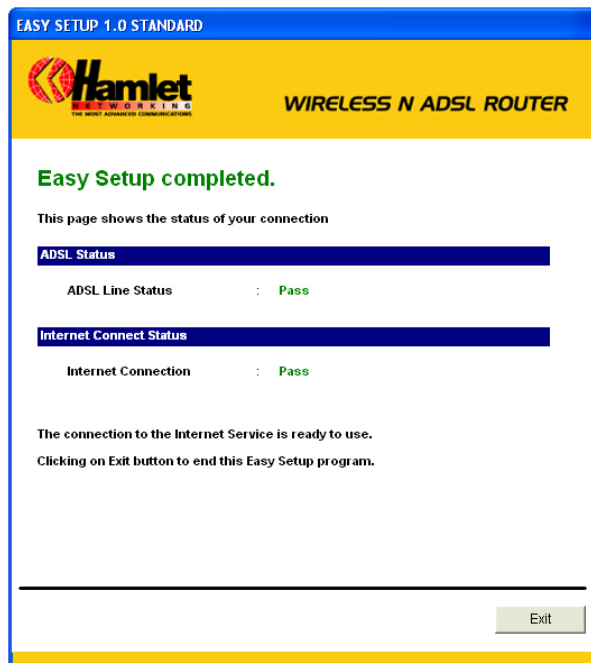 EASY SETUP 1.0 STANDARD
Hamlet
NETWORKING
THE MOST ADVANCED COMMUNICATIONS
WIRELESS N ADSL ROUTER
Easy Setup completed.
This page shows the status of your connection
ADSL Status
ADSL Line Status : Pass
Internet Connect Status
Internet Connection : Pass
The connection to the Internet Service is ready to use.
Clicking on Exit button to end this Easy Setup program.
Exit